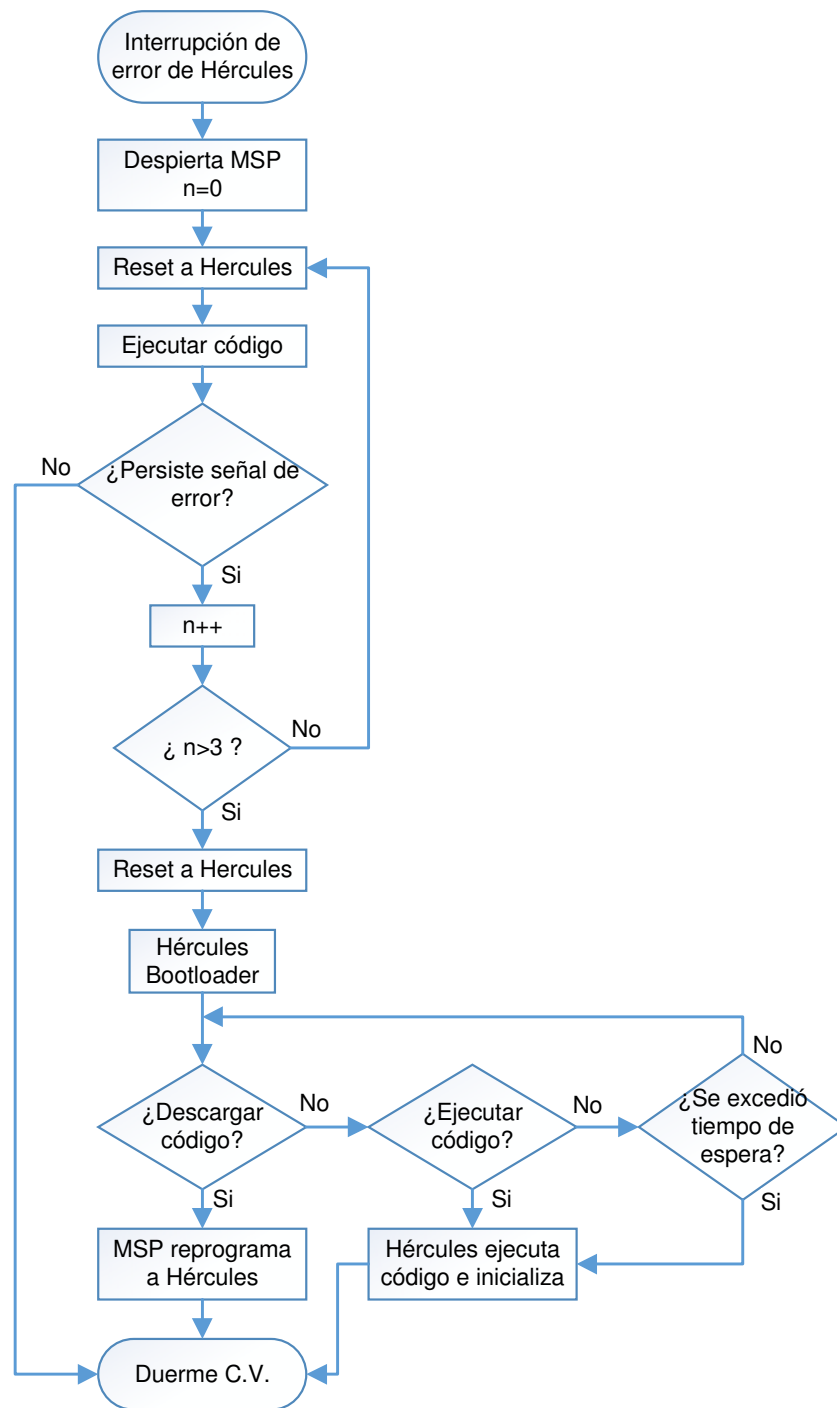 Interrupción de
error de Hércules
Despierta MSP
n=0
Reset a Hercules
Ejecutar código
¿Persiste señal de
error?
No
Si
n++
¿ n>3 ?
No
Si
Reset a Hercules
Hércules
Bootloader
¿Descargar
código?
No
¿Ejecutar
código?
No
¿Se excedió
tiempo de
espera?
No
Si
Si
Si
MSP reprograma
a Hércules
Hércules ejecuta
código e inicializa
Duerme C.V.